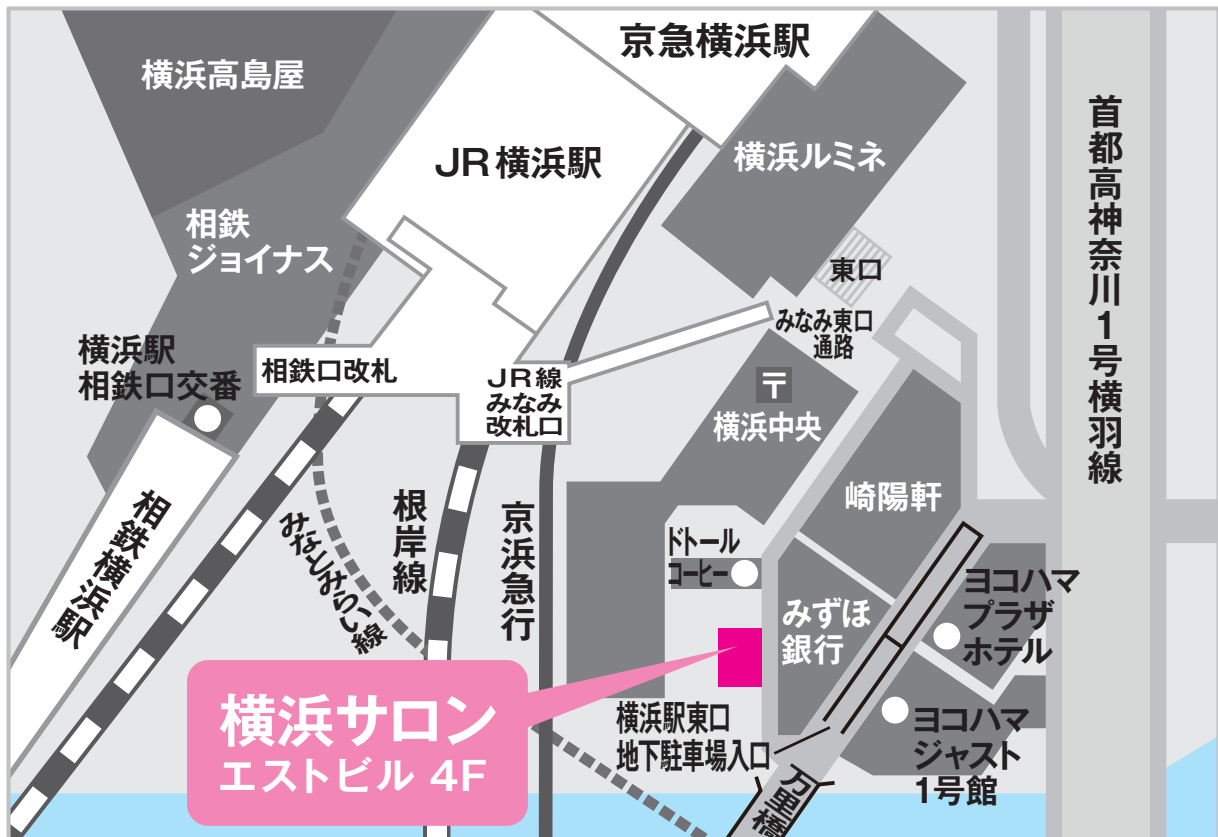 京急横浜駅
横浜高島屋
JR横浜駅
横浜ルミネ
首都高神奈川1号横羽線
相鉄
ジョイナス
東口
みなみ東口
通路
横浜駅
相鉄口交番
相鉄口改札
JR線
みなみ
改札口
〒
横浜中央
崎陽軒
相鉄横浜駅
みなとみらい線
根岸線
京浜急行
ドトール
コーヒー
みずほ
銀行
ヨコハマ
プラザ
ホテル
横浜サロン
エストビル 4F
横浜駅東口
地下駐車場入口
ヨコハマ
ジャスト
1号館
万里橋